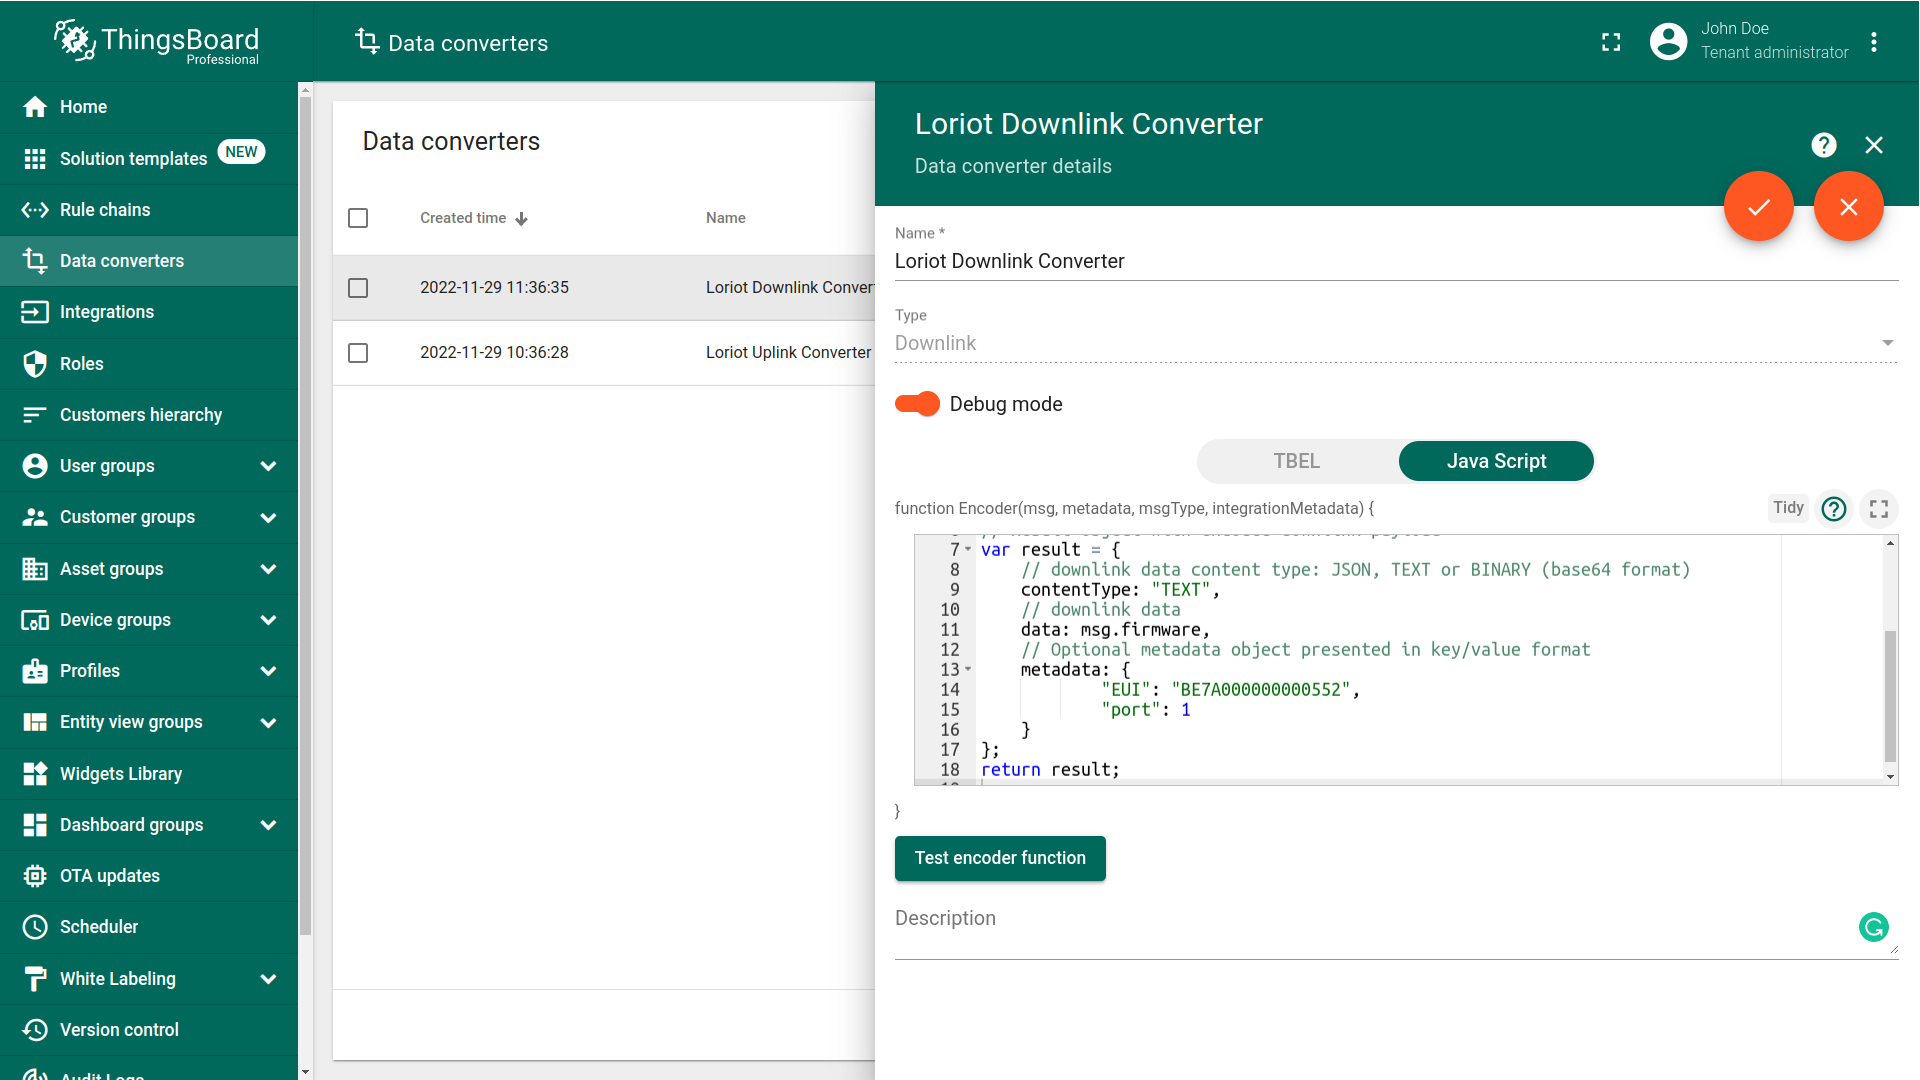 ThingsBoard
Professional
Data converters
John Doe
Tenant administrator
Home
Solution templates NEW
Rule chains
Data converters
Integrations
Roles
Customers hierarchy
User groups
Customer groups
Asset groups
Device groups
Profiles
Entity view groups
Widgets Library
Dashboard groups
OTA updates
Scheduler
White Labeling
Version control
Audit Logs
Data converters
Created time Name
2022-11-29 11:36:35 Loriot Downlink Conver
2022-11-29 10:36:28 Loriot Uplink Converter
Loriot Downlink Converter
Data converter details
Name *
Loriot Downlink Converter
Type
Downlink
Debug mode
TBEL Java Script
function Encoder(msg, metadata, msgType, integrationMetadata) {
Tidy
7 var result = {
8 // downlink data content type: JSON, TEXT or BINARY (base64 format)
9 contentType: "TEXT",
10 // downlink data
11 data: msg.firmware,
12 // Optional metadata object presented in key/value format
13 metadata: {
14 "EUI": "BE7A000000000552",
15 "port": 1
16 }
17 };
18 return result;
}
Test encoder function
Description